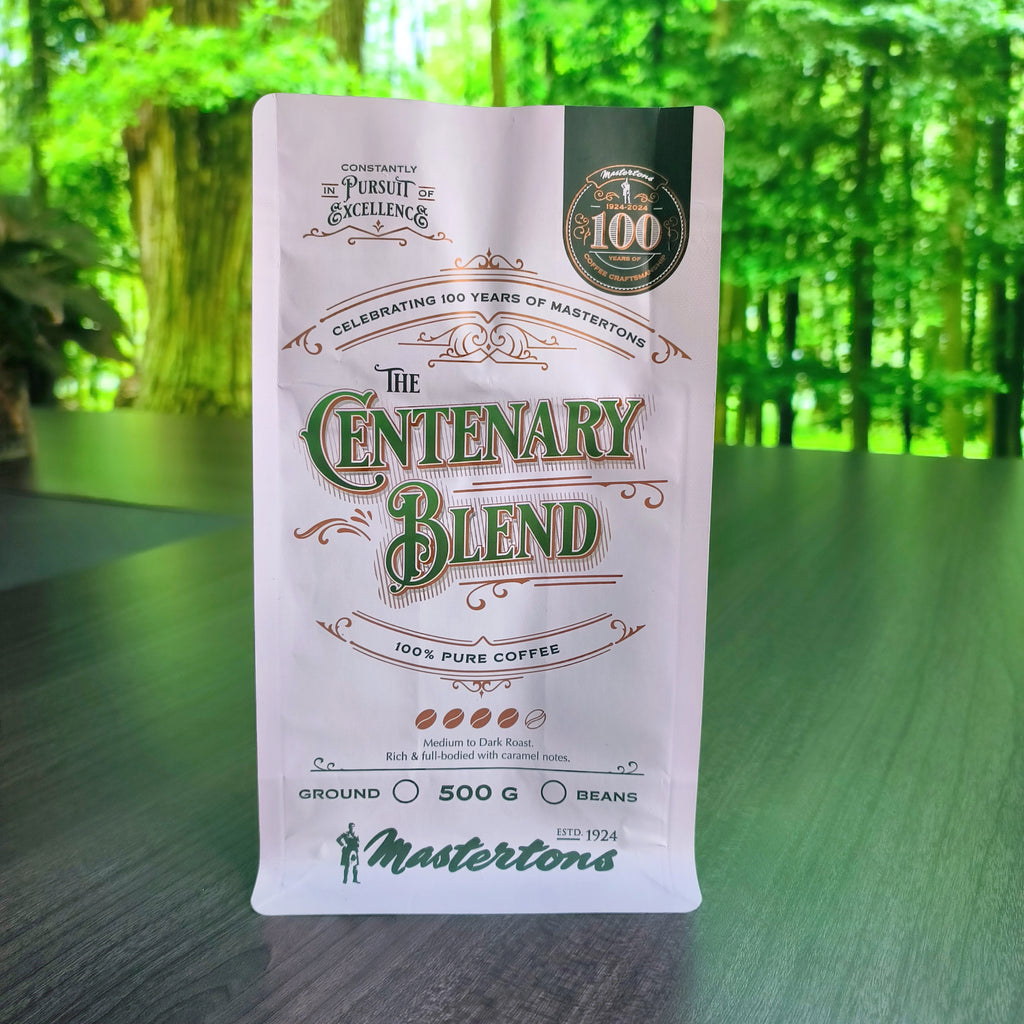 CONSTANTLY
IN PURSUIT OF
EXCELLENCE
Mastertons
1924-2024
100
YEARS OF
COFFEE CRAFTSMANSHIP
CELEBRATING 100 YEARS OF MASTERTONS
THE
CENTENARY
BLEND
100% PURE COFFEE
Medium to Dark Roast.
Rich & full-bodied with caramel notes.
GROUND 500 G BEANS
ESTD. 1924
Mastertons